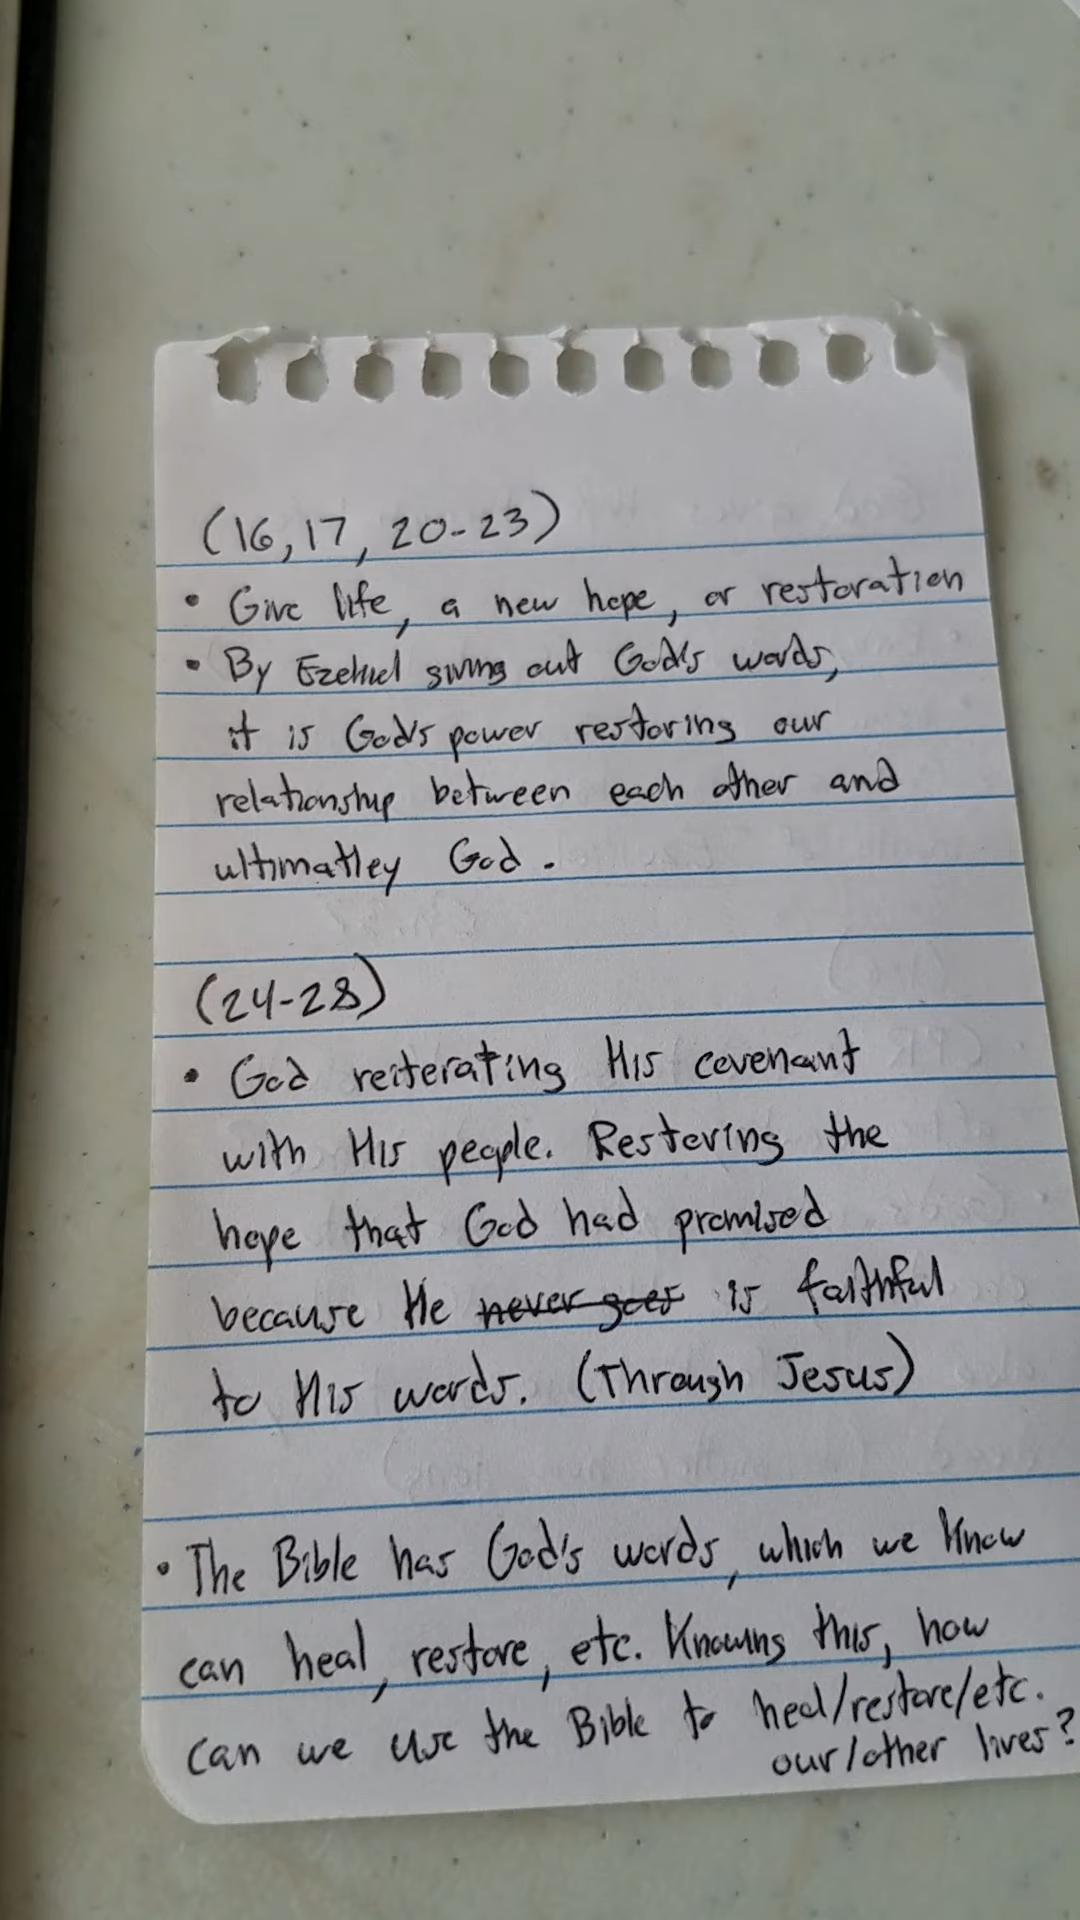 (16,17, 20-23)
• Give life, a new hope, or restoration
• By Ezekiel giving out God's words,
it is God's power restoring our
relationship between each other and
ultimatley God.
(24-28)
• God reiterating His covenant
with His people. Restoring the
hope that God had promised
because He never goes is faithful
to His words. (Through Jesus)
• The Bible has God's words, which we know
can heal, restore, etc. Knowing this, how
can we use the Bible to heal/restore/etc.
our/other lives?